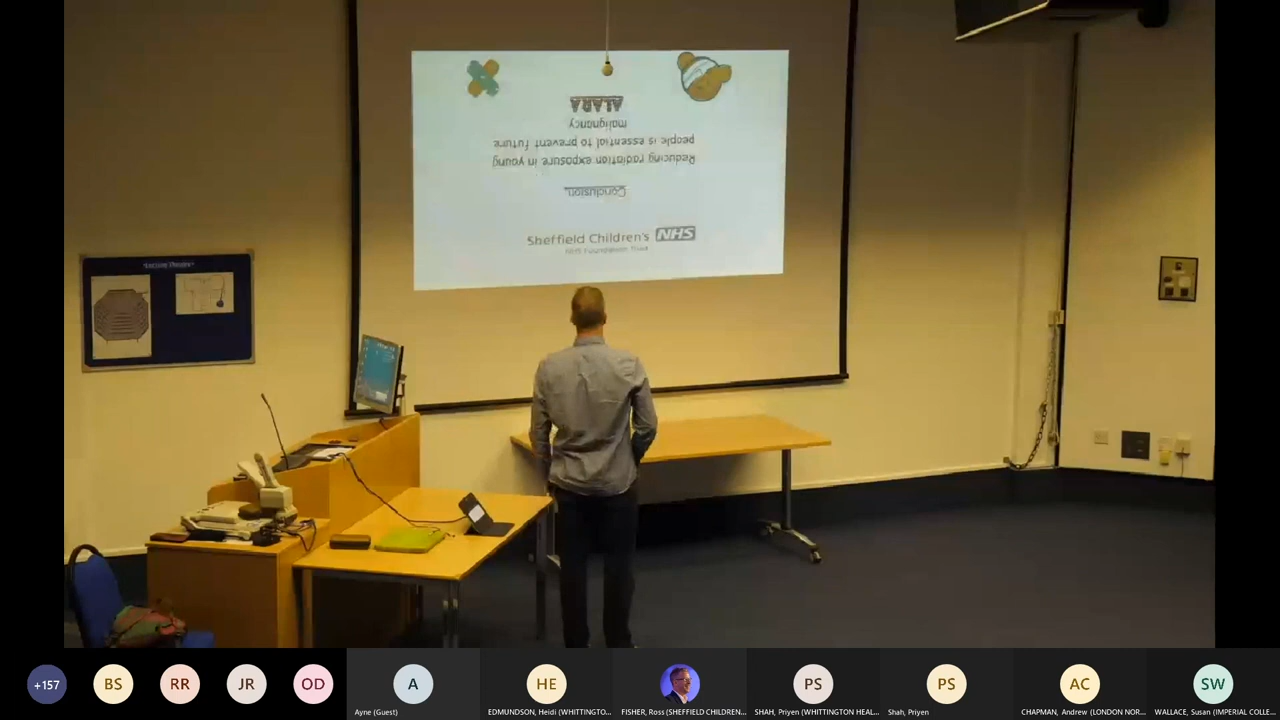 Sheffield Children's NHS
NHS Foundation Trust
Conclusion.
Reducing radiation exposure in young
people is essential to prevent future
malignancy
ALARA
+157
BS
RR
JR
OD
A
Ayne (Guest)
HE
EDMUNDSON, Heidi (WHITTINGTO...
FISHER, Ross (SHEFFIELD CHILDREN...
PS
SHAH, Priyen (WHITTINGTON HEAL...
PS
Shah, Priyen
AC
CHAPMAN, Andrew (LONDON NOR...
SW
WALLACE, Susan (IMPERIAL COLLE...